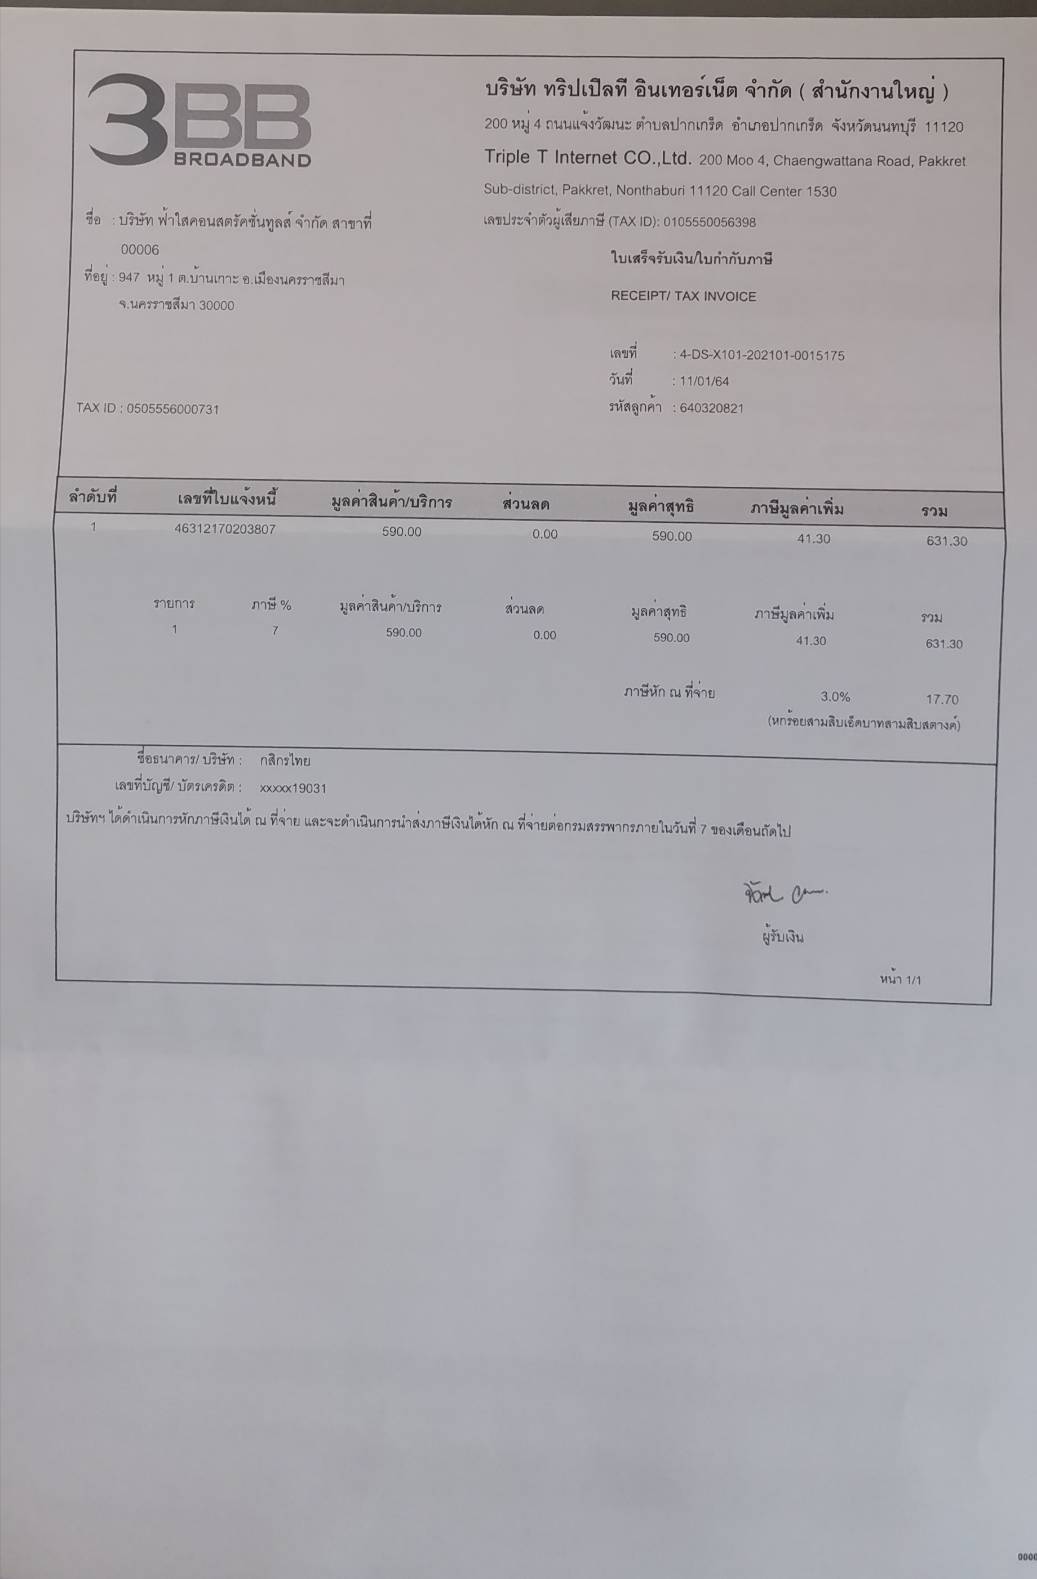 3BB
BROADBAND
บริษัท ทริปเปิลที อินเทอร์เน็ต จำกัด ( สำนักงานใหญ่ )
200 หมู่ 4 ถนนแจ้งวัฒนะ ตำบลปากเกร็ด อำเภอปากเกร็ด จังหวัดนนทบุรี 11120
Triple T Internet CO.,Ltd. 200 Moo 4, Chaengwattana Road, Pakkret
Sub-district, Pakkret, Nonthaburi 11120 Call Center 1530
เลขประจำตัวผู้เสียภาษี (TAX ID): 0105550056398
ชื่อ : บริษัท ฟ้าใสคอนสตรัคชั่นทูลส์ จำกัด สาขาที่
00006
ที่อยู่ : 947 หมู่ 1 ต.บ้านเกาะ อ.เมืองนครราชสีมา
จ.นครราชสีมา 30000
ใบเสร็จรับเงิน/ใบกำกับภาษี
RECEIPT/ TAX INVOICE
เลขที่ : 4-DS-X101-202101-0015175
วันที่ : 11/01/64
TAX ID : 0505556000731 รหัสลูกค้า : 640320821
ลำดับที่ เลขที่ใบแจ้งหนี้ มูลค่าสินค้า/บริการ ส่วนลด มูลค่าสุทธิ ภาษีมูลค่าเพิ่ม รวม
1 46312170203807 590.00 0.00 590.00 41.30 631.30
รายการ ภาษี % มูลค่าสินค้า/บริการ ส่วนลด มูลค่าสุทธิ ภาษีมูลค่าเพิ่ม รวม
1 7 590.00 0.00 590.00 41.30 631.30
ภาษีหัก ณ ที่จ่าย 3.0% 17.70
(หกร้อยสามสิบเอ็ดบาทสามสิบสตางค์)
ชื่อธนาคาร/ บริษัท : กสิกรไทย
เลขที่บัญชี/ บัตรเครดิต : xxxxx19031
บริษัทฯ ได้ดำเนินการหักภาษีเงินได้ ณ ที่จ่าย และจะดำเนินการนำส่งภาษีเงินได้หัก ณ ที่จ่ายต่อกรมสรรพากรภายในวันที่ 7 ของเดือนถัดไป
ผู้รับเงิน
หน้า 1/1